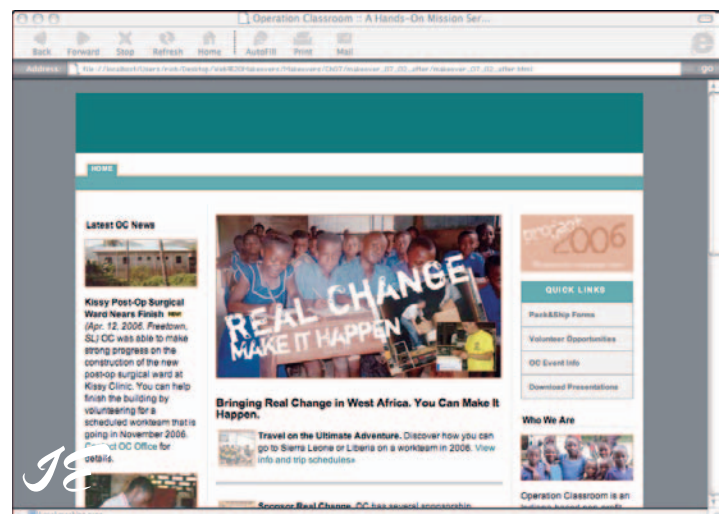 Operation Classroom :: A Hands-On Mission Ser...
Back Forward Stop Refresh Home AutoFill Print Mail
Address: go
HOME
Latest OC News
Kissy Post-Op Surgical
Ward Nears Finish NEW
(Apr. 12, 2006. Freetown,
SL) OC was able to make
strong progress on the
construction of the new
post-op surgical ward at
Kissy Clinic. You can help
finish the building by
volunteering for a
scheduled workteam that is
going in November 2006.
OC Office for
details.
IE
REAL CHANGE
MAKE IT HAPPEN
Bringing Real Change in West Africa. You Can Make It
Happen.
Travel on the Ultimate Adventure. Discover how you can
go to Sierra Leone or Liberia on a workteam in 2006. View
info and trip schedules»
Sponsor Real Change. OC has several sponsorship
project
2006
QUICK LINKS
Pack&Ship Forms
Volunteer Opportunities
OC Event Info
Download Presentations
Who We Are
Operation Classroom is an